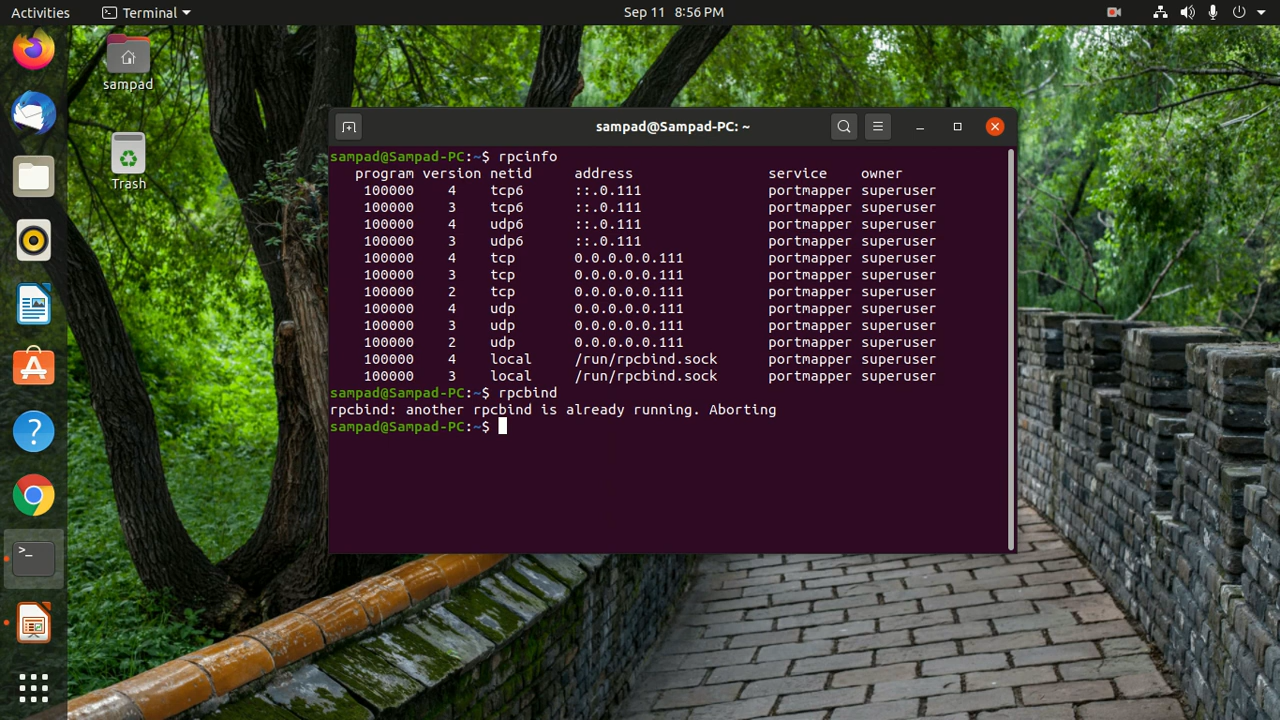 Activities Terminal Sep 11 8:56 PM
sampad
Trash
sampad@Sampad-PC: ~
sampad@Sampad-PC:~$ rpcinfo
program version netid address service owner
100000 4 tcp6 ::.0.111 portmapper superuser
100000 3 tcp6 ::.0.111 portmapper superuser
100000 4 udp6 ::.0.111 portmapper superuser
100000 3 udp6 ::.0.111 portmapper superuser
100000 4 tcp 0.0.0.0.0.111 portmapper superuser
100000 3 tcp 0.0.0.0.0.111 portmapper superuser
100000 2 tcp 0.0.0.0.0.111 portmapper superuser
100000 4 udp 0.0.0.0.0.111 portmapper superuser
100000 3 udp 0.0.0.0.0.111 portmapper superuser
100000 2 udp 0.0.0.0.0.111 portmapper superuser
100000 4 local /run/rpcbind.sock portmapper superuser
100000 3 local /run/rpcbind.sock portmapper superuser
sampad@Sampad-PC:~$ rpcbind
rpcbind: another rpcbind is already running. Aborting
sampad@Sampad-PC:~$